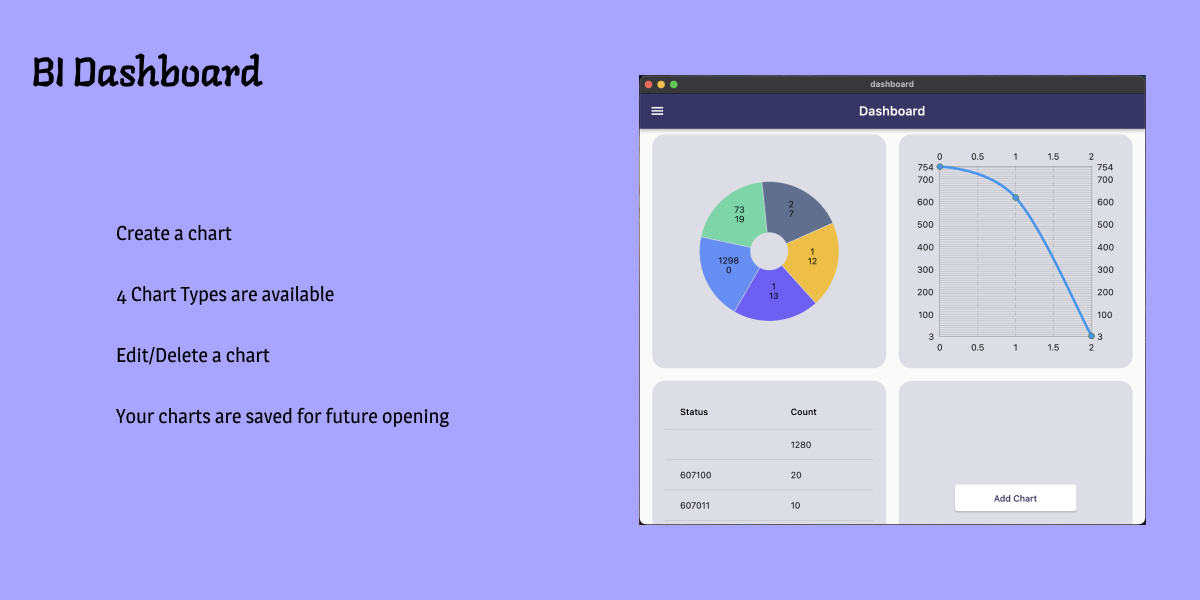 BI Dashboard
Create a chart
4 Chart Types are available
Edit/Delete a chart
Your charts are saved for future opening
dashboard
Dashboard
73
19
2
7
1298
0
1
12
1
13
0 0.5 1 1.5 2
754 754
700 700
600 600
500 500
400 400
300 300
200 200
100 100
3 3
0 0.5 1 1.5 2
Status Count
1280
607100 20
607011 10
Add Chart